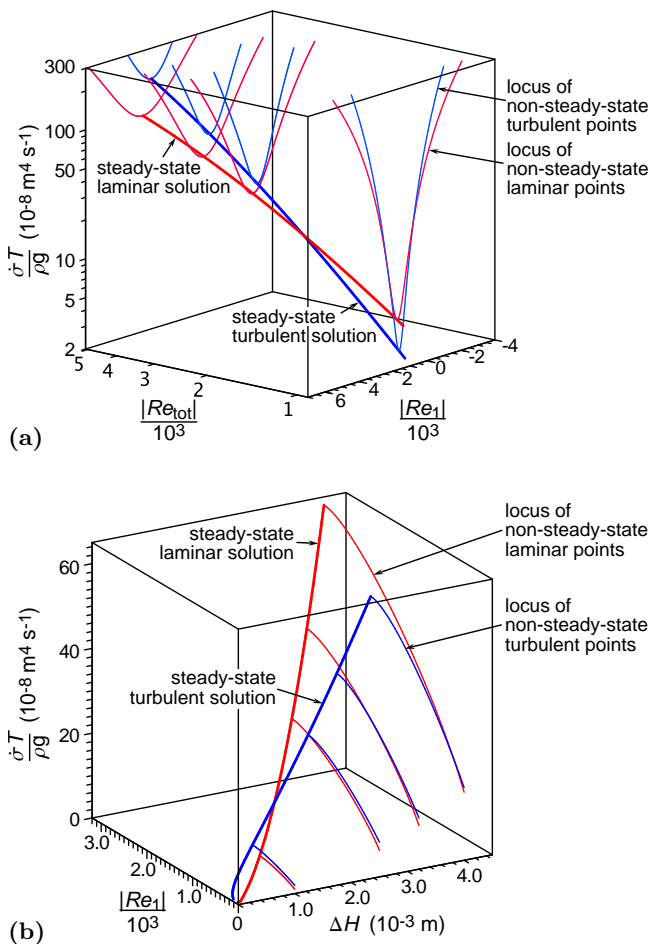 300
100
50
10
5
2
σ̇ T
ρg
(10⁻⁸ m⁴ s⁻¹)
locus of
non-steady-state
turbulent points
locus of
non-steady-state
laminar points
steady-state
laminar solution
steady-state
turbulent solution
5 4 3 2 1
6 4 2 0 -2 -4
|Re_tot|
10³
|Re₁|
10³
(a)
60
40
20
0
σ̇ T
ρg
(10⁻⁸ m⁴ s⁻¹)
steady-state
laminar solution
locus of
non-steady-state
laminar points
locus of
non-steady-state
turbulent points
steady-state
turbulent solution
3.0 2.0 1.0
0 1.0 2.0 3.0 4.0
|Re₁|
10³
ΔH (10⁻³ m)
(b)